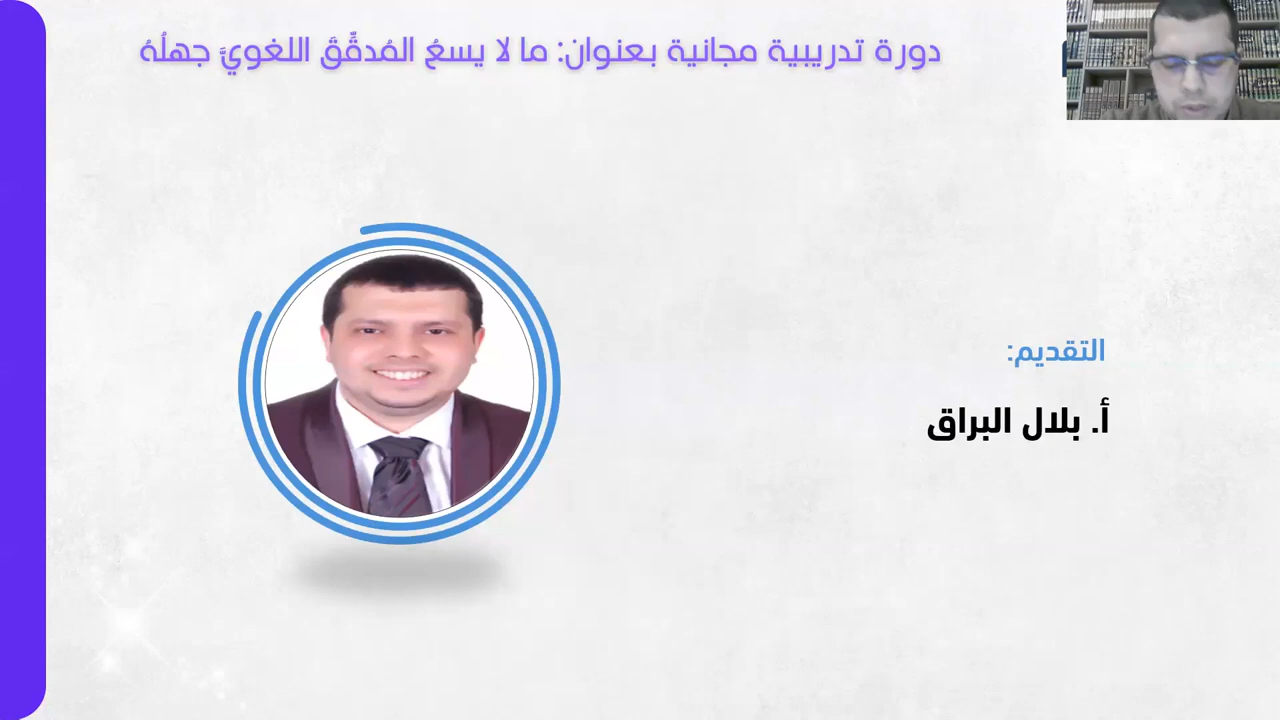 دورة تدريبية مجانية بعنوان: ما لا يسعُ المُدقِّقَ اللغويَّ جهلُهُ
التقديم:
أ. بلال البراق